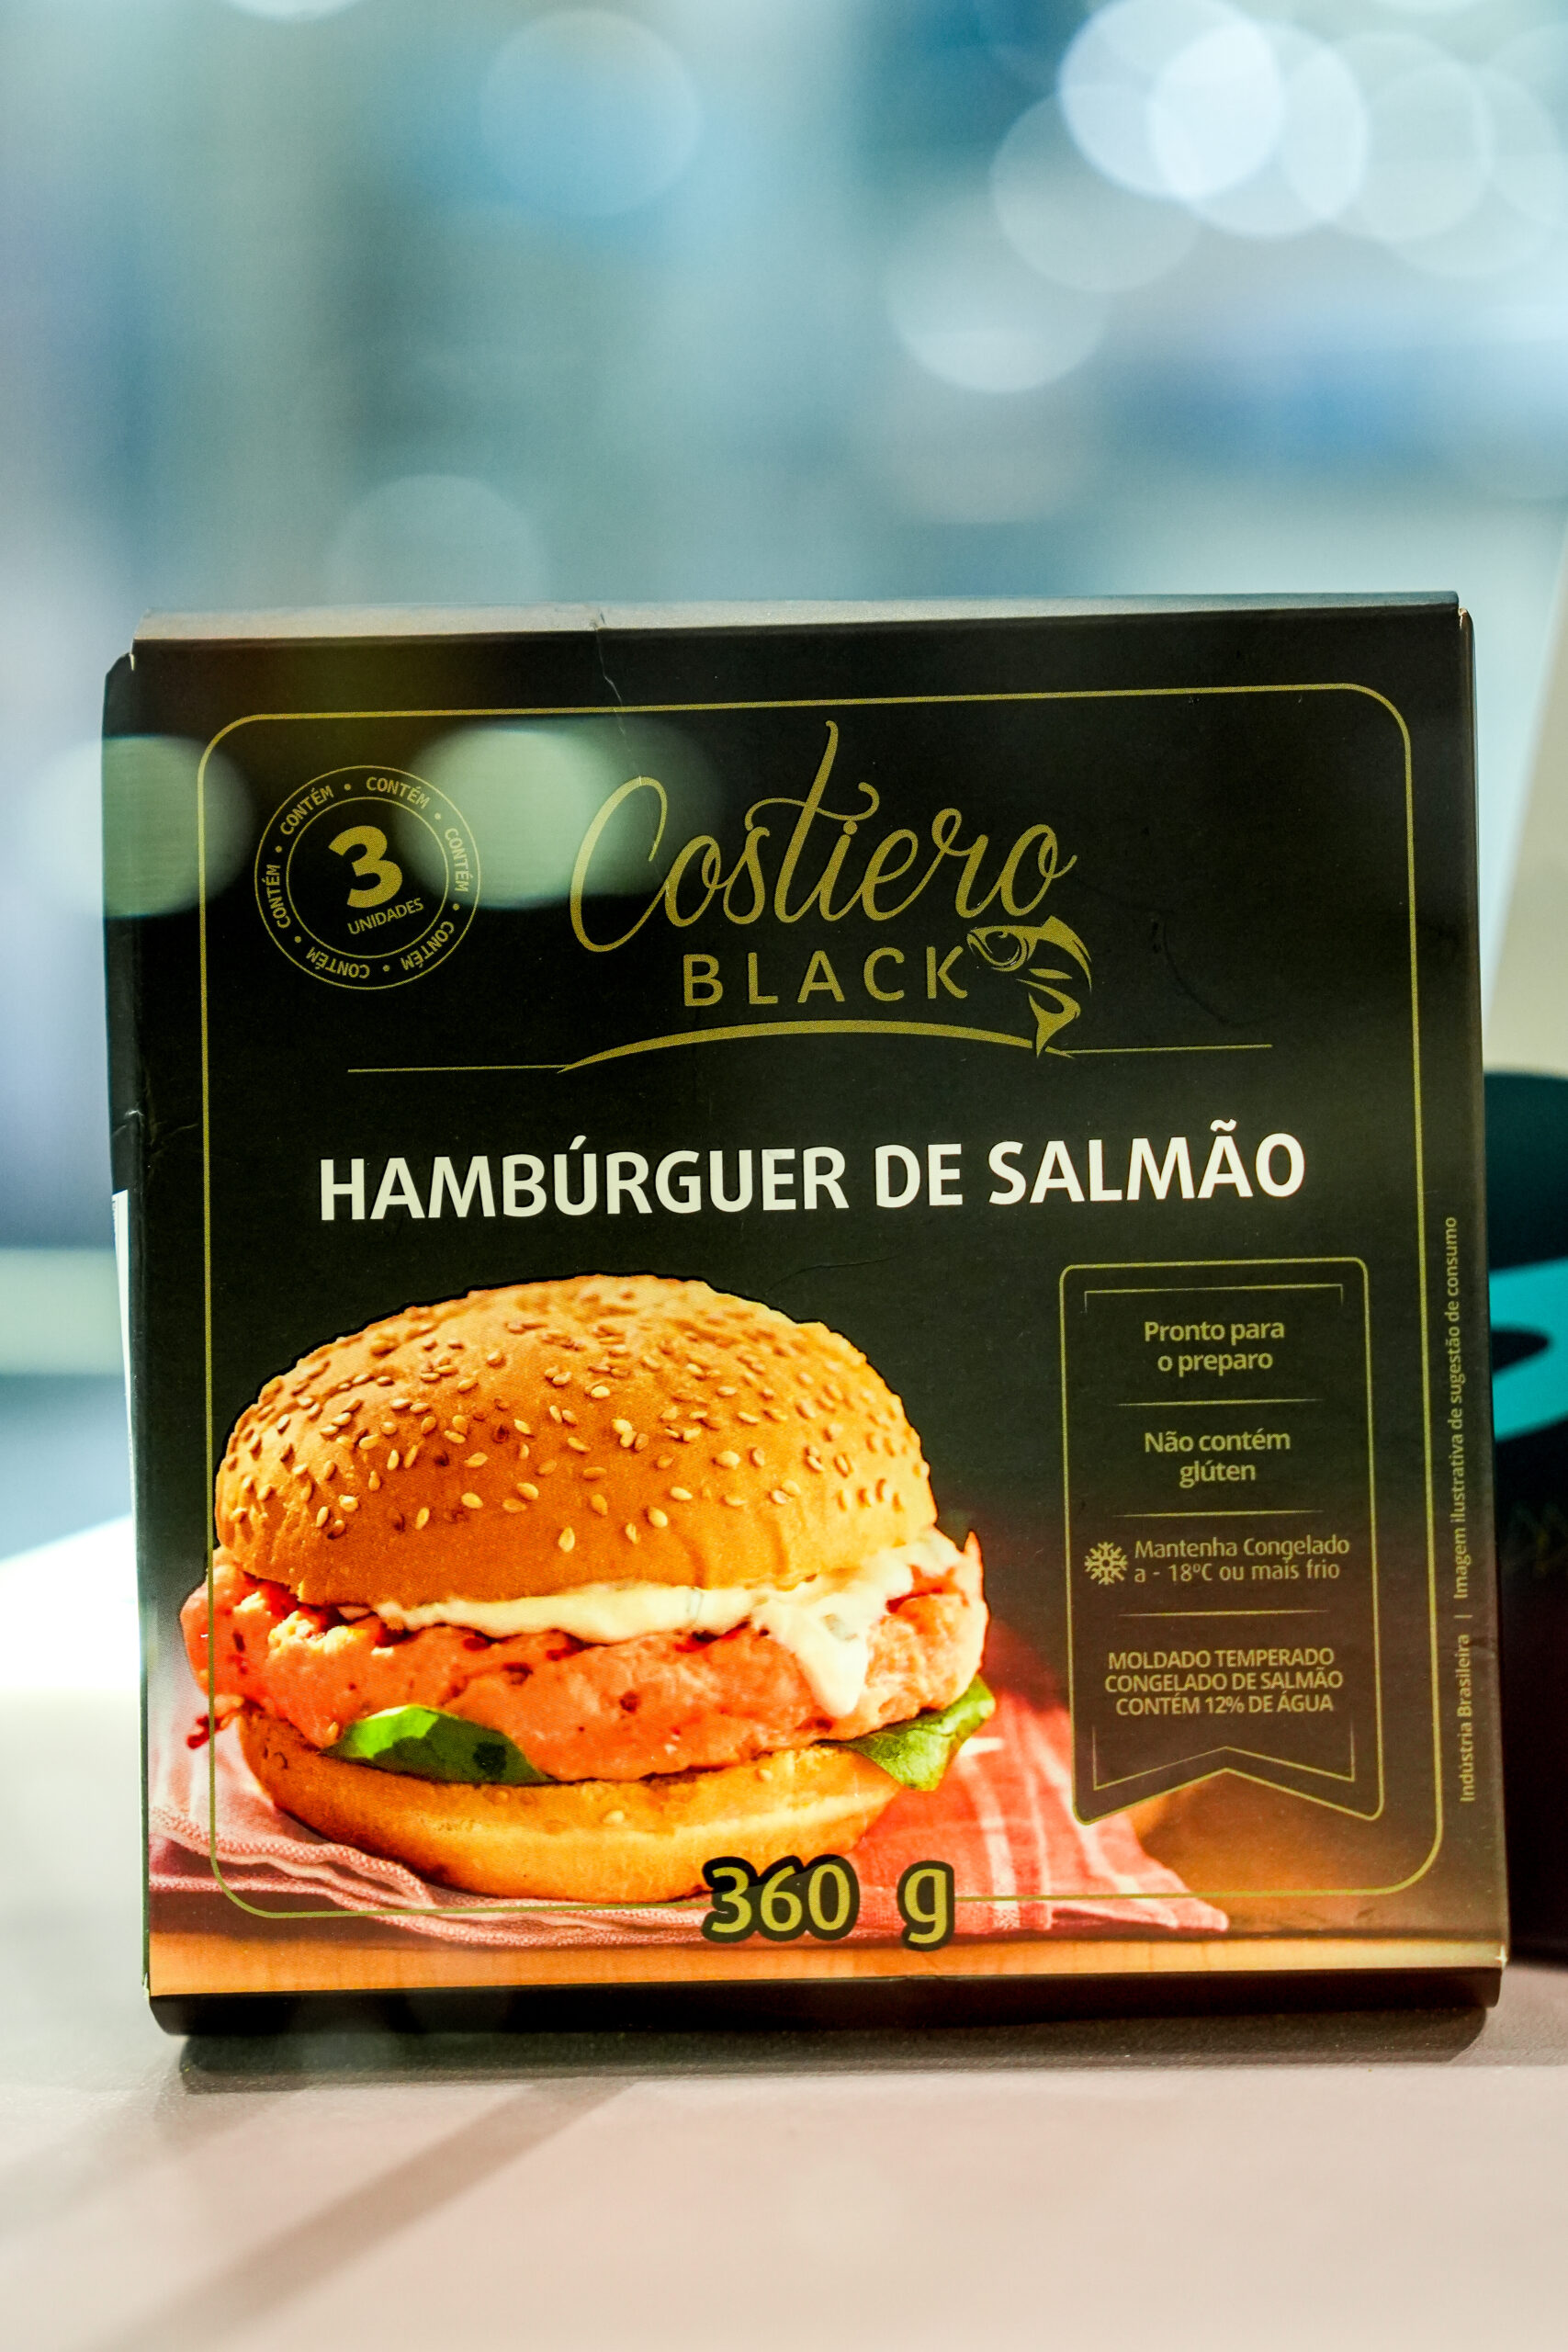 CONTÉM • CONTÉM • CONTÉM • CONTÉM • CONTÉM • CONTÉM • CONTÉM •
3
UNIDADES
Costiero
BLACK
HAMBÚRGUER DE SALMÃO
Pronto para
o preparo
Não contém
glúten
Mantenha Congelado
a - 18ºC ou mais frio
MOLDADO TEMPERADO
CONGELADO DE SALMÃO
CONTÉM 12% DE ÁGUA
360 g
Indústria Brasileira | Imagem ilustrativa de sugestão de consumo